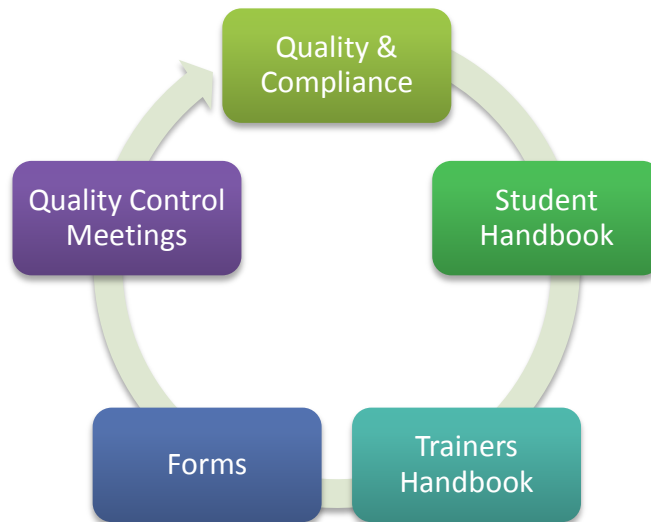 Quality &
Compliance
Student
Handbook
Trainers
Handbook
Forms
Quality Control
Meetings